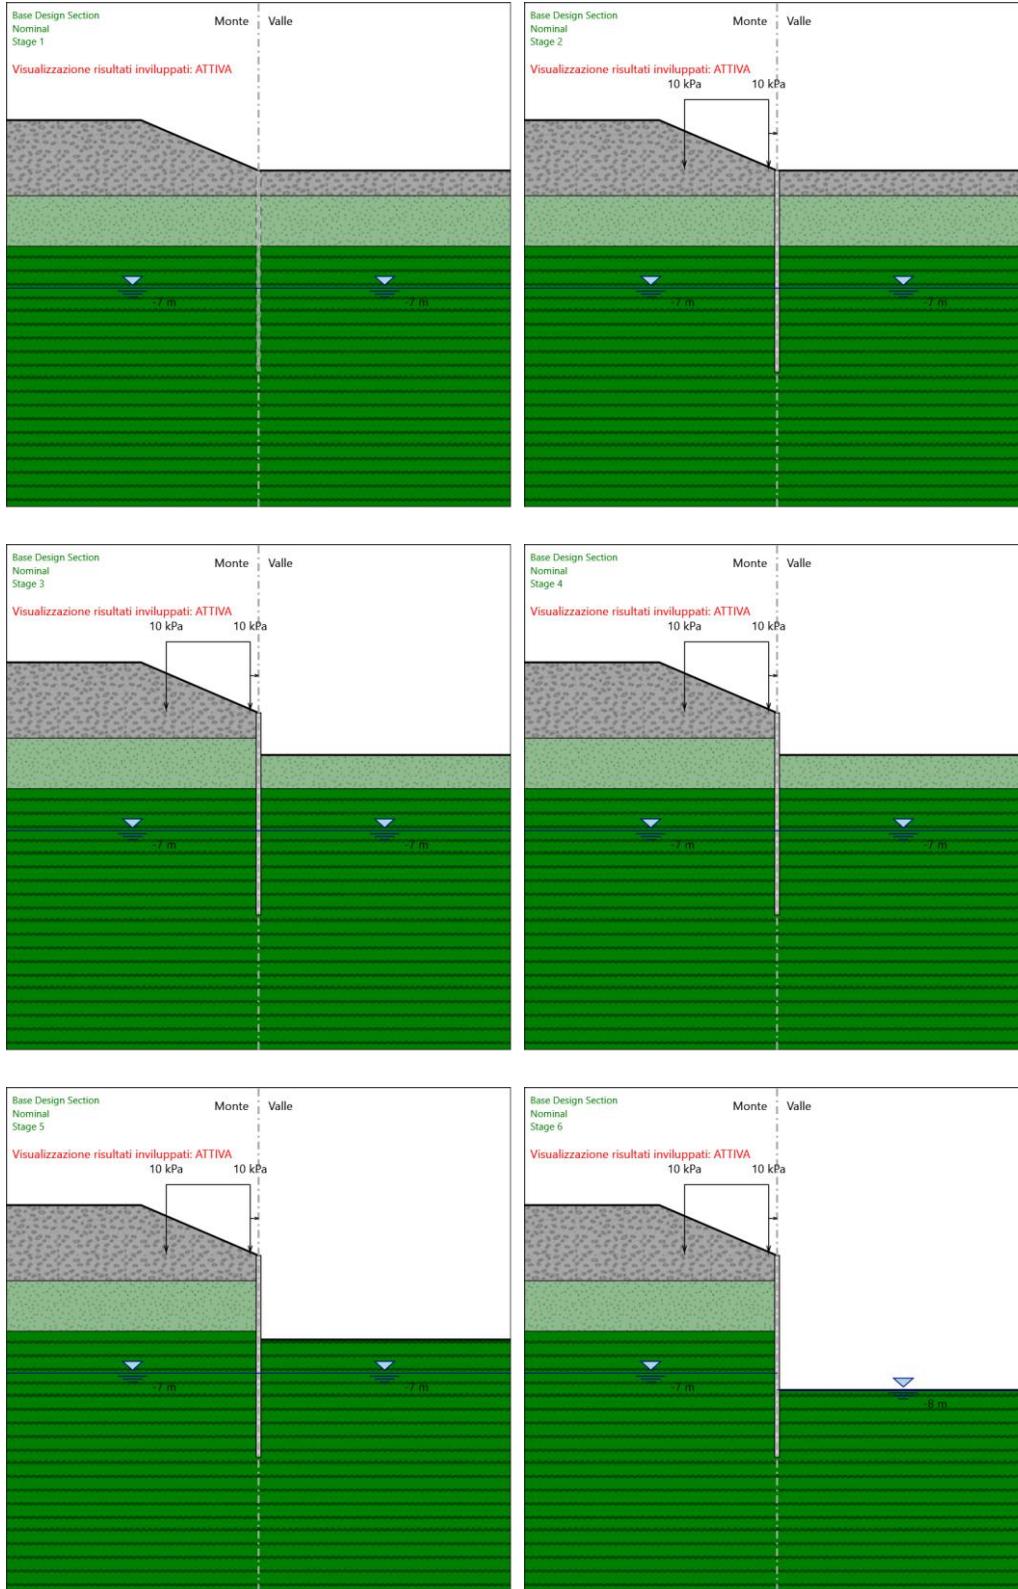 Base Design Section
Nominal
Stage 1
Monte Valle
Visualizzazione risultati inviluppati: ATTIVA
-7 m -7 m
Base Design Section
Nominal
Stage 2
Monte Valle
Visualizzazione risultati inviluppati: ATTIVA
10 kPa 10 kPa
-7 m -7 m
Base Design Section
Nominal
Stage 3
Monte Valle
Visualizzazione risultati inviluppati: ATTIVA
10 kPa 10 kPa
-7 m -7 m
Base Design Section
Nominal
Stage 4
Monte Valle
Visualizzazione risultati inviluppati: ATTIVA
10 kPa 10 kPa
-7 m -7 m
Base Design Section
Nominal
Stage 5
Monte Valle
Visualizzazione risultati inviluppati: ATTIVA
10 kPa 10 kPa
-7 m -7 m
Base Design Section
Nominal
Stage 6
Monte Valle
Visualizzazione risultati inviluppati: ATTIVA
10 kPa 10 kPa
-7 m -8 m